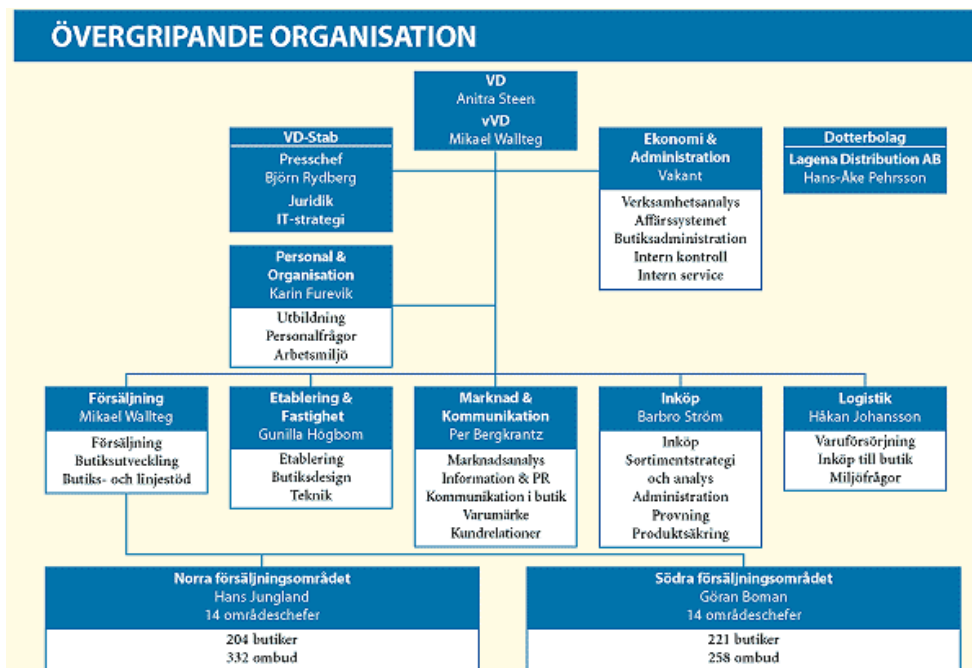 ÖVERGRIPANDE ORGANISATION
VD
Anitra Steen
vVD
Mikael Wallteg
VD-Stab
Presschef
Björn Rydberg
Juridik
IT-strategi
Ekonomi &
Administration
Vakant
Verksamhetsanalys
Affärssystemet
Butiksadministration
Intern kontroll
Intern service
Dotterbolag
Lagena Distribution AB
Hans-Åke Pehrsson
Personal &
Organisation
Karin Furevik
Utbildning
Personalfrågor
Arbetsmiljö
Försäljning
Mikael Wallteg
Försäljning
Butiksutveckling
Butiks- och linjestöd
Etablering &
Fastighet
Gunilla Högbom
Etablering
Butiksdesign
Teknik
Marknad &
Kommunikation
Per Bergkrantz
Marknadsanalys
Information & PR
Kommunikation i butik
Varumärke
Kundrelationer
Inköp
Barbro Ström
Inköp
Sortimentstrategi
och analys
Administration
Provning
Produktsäkring
Logistik
Håkan Johansson
Varuförsörjning
Inköp till butik
Miljöfrågor
Norra försäljningsområdet
Hans Jungland
14 områdeschefer
204 butiker
332 ombud
Södra försäljningsområdet
Göran Boman
14 områdeschefer
221 butiker
258 ombud